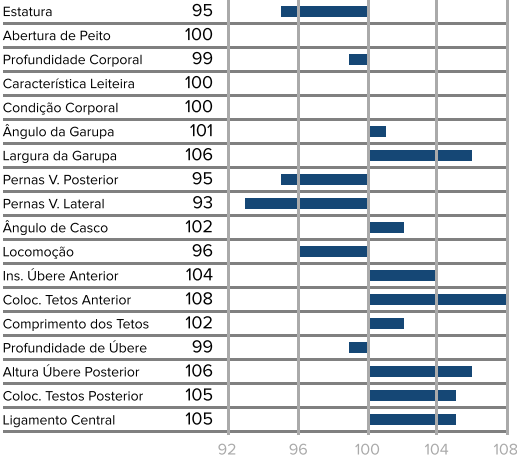 Estatura 95
Abertura de Peito 100
Profundidade Corporal 99
Característica Leiteira 100
Condição Corporal 100
Ângulo da Garupa 101
Largura da Garupa 106
Pernas V. Posterior 95
Pernas V. Lateral 93
Ângulo de Casco 102
Locomoção 96
Ins. Úbere Anterior 104
Coloc. Tetos Anterior 108
Comprimento dos Tetos 102
Profundidade de Úbere 99
Altura Úbere Posterior 106
Coloc. Testos Posterior 105
Ligamento Central 105
92 96 100 104 108